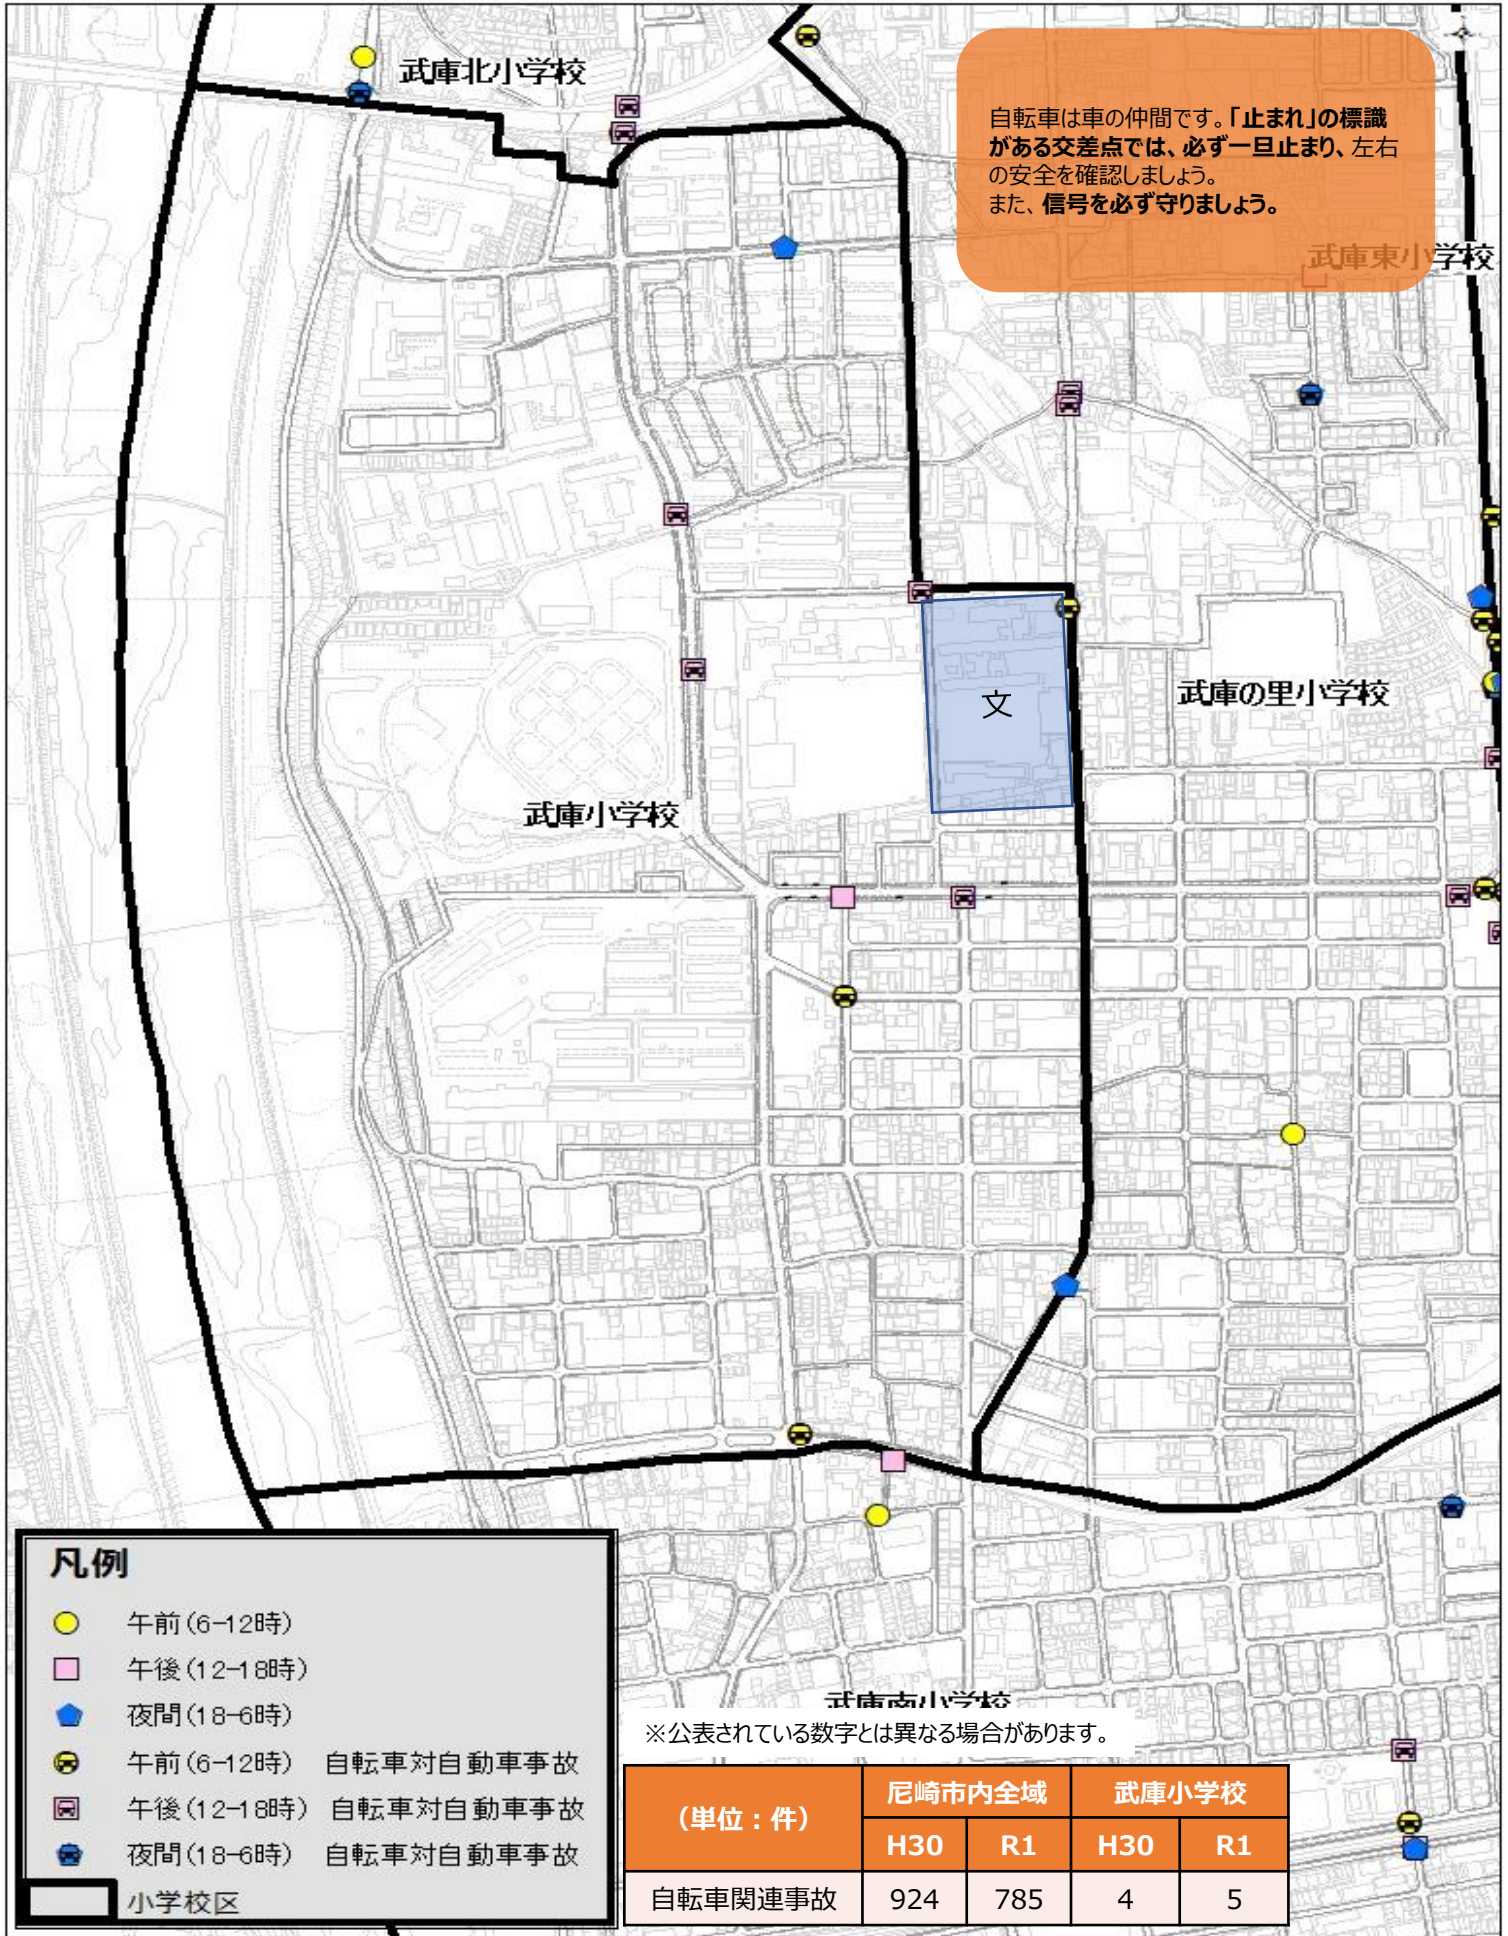 武庫北小学校
自転車は車の仲間です。「止まれ」の標識
がある交差点では、必ず一旦止まり、左右
の安全を確認しましょう。
また、信号を必ず守りましょう。
武庫東小学校
文
武庫の里小学校
武庫小学校
凡例
午前(6-12時)
午後(12-18時)
夜間(18-6時)
午前(6-12時) 自転車対自動車事故
午後(12-18時) 自転車対自動車事故
夜間(18-6時) 自転車対自動車事故
小学校区
武庫南小学校
※公表されている数字とは異なる場合があります。
(単位:件) 尼崎市内全域 武庫小学校
H30 R1 H30 R1
自転車関連事故 924 785 4 5